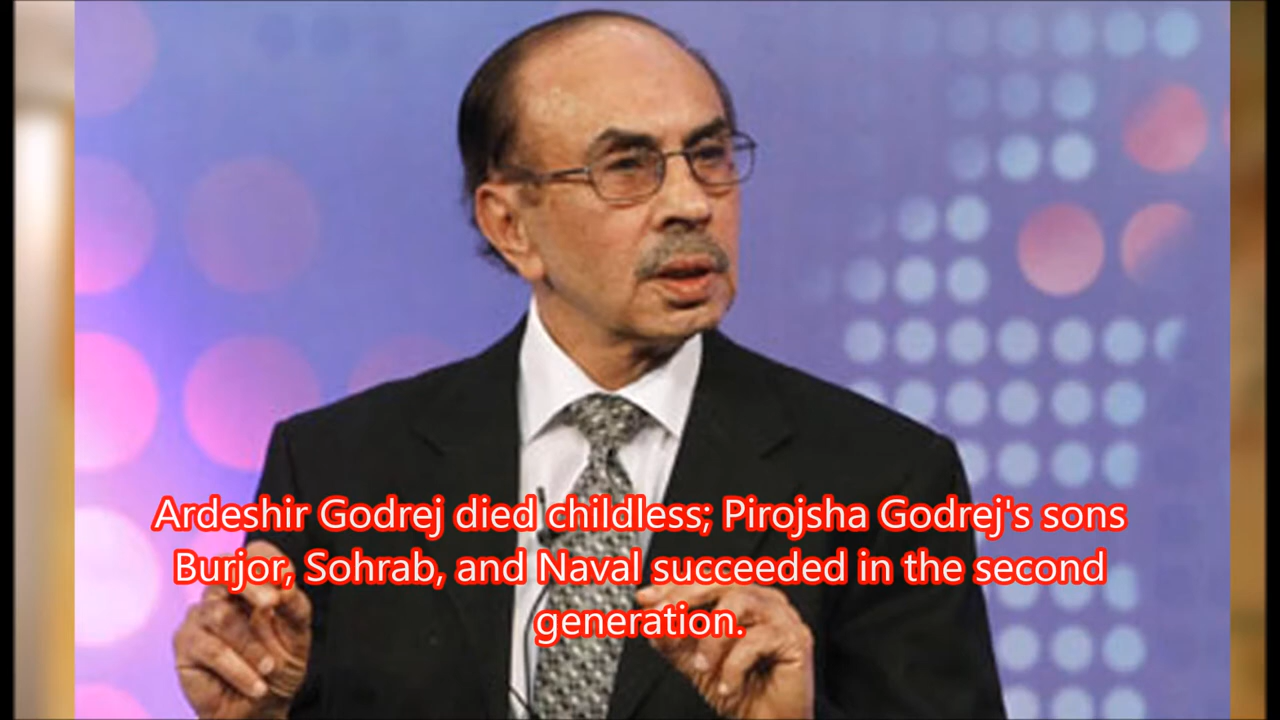 Ardeshir Godrej died childless; Pirojsha Godrej's sons
Burjor, Sohrab, and Naval succeeded in the second
generation.